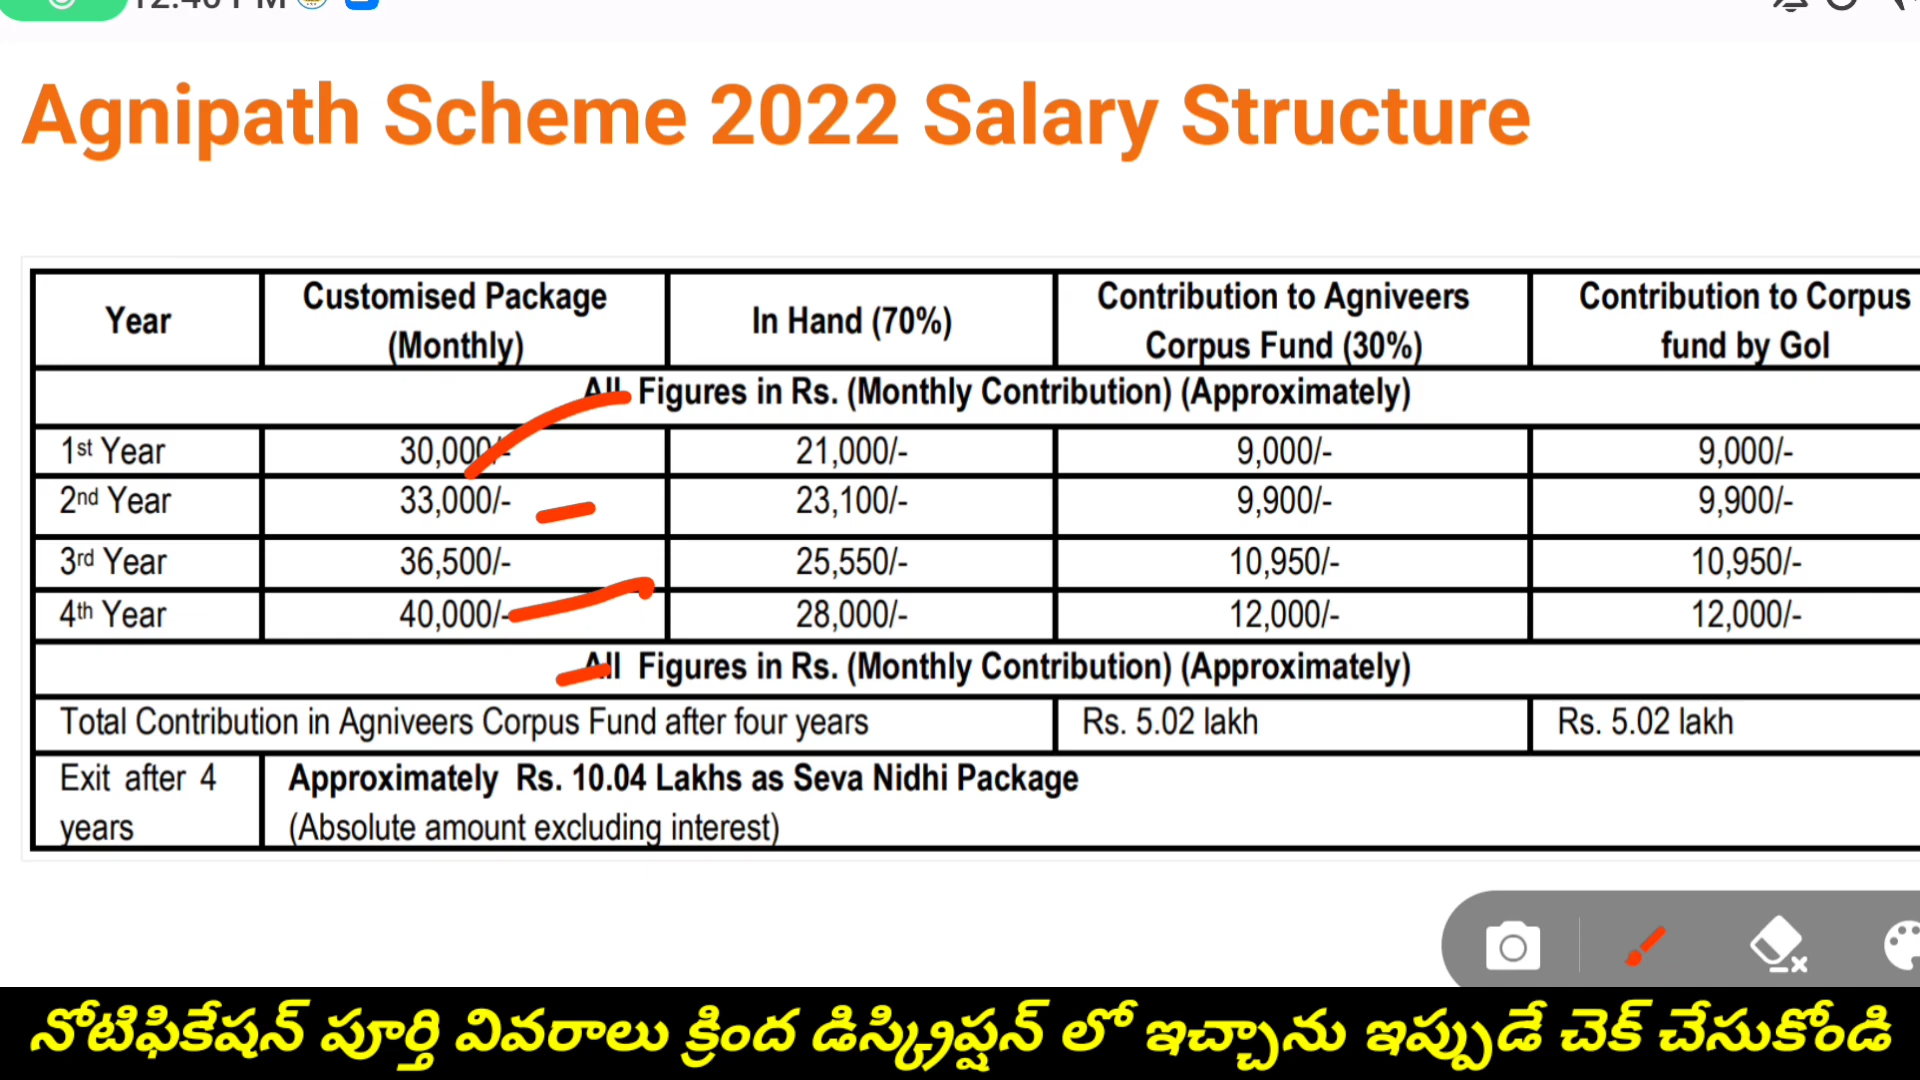 Agnipath Scheme 2022 Salary Structure
Year
Customised Package
(Monthly)
In Hand (70%)
Contribution to Agniveers
Corpus Fund (30%)
Contribution to Corpus
fund by GoI
All Figures in Rs. (Monthly Contribution) (Approximately)
1st Year 30,000/- 21,000/- 9,000/- 9,000/-
2nd Year 33,000/- 23,100/- 9,900/- 9,900/-
3rd Year 36,500/- 25,550/- 10,950/- 10,950/-
4th Year 40,000/- 28,000/- 12,000/- 12,000/-
All Figures in Rs. (Monthly Contribution) (Approximately)
Total Contribution in Agniveers Corpus Fund after four years Rs. 5.02 lakh Rs. 5.02 lakh
Exit after 4
years
Approximately Rs. 10.04 Lakhs as Seva Nidhi Package
(Absolute amount excluding interest)
నోటిఫికేషన్ పూర్తి వివరాలు క్రింద డిస్క్రిప్షన్ లో ఇచ్చాను ఇప్పుడే చెక్ చేసుకోండి